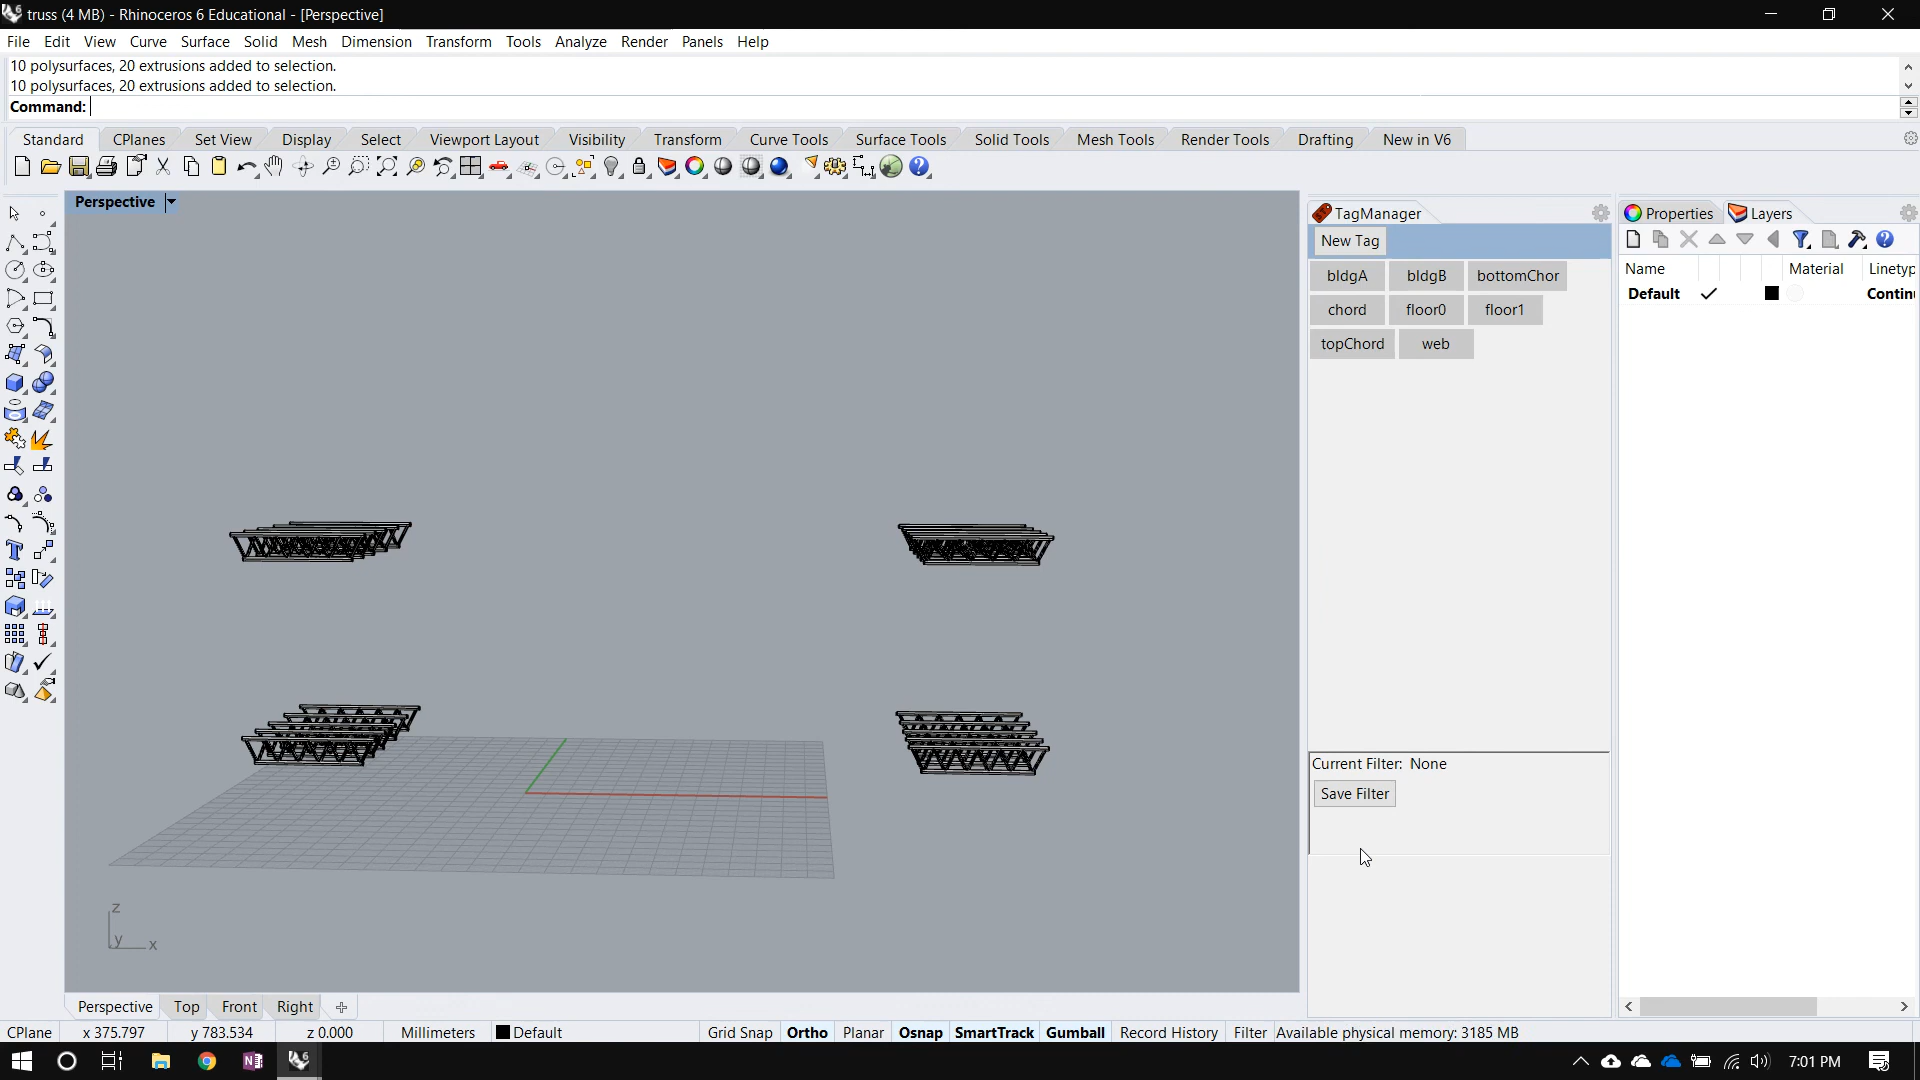 truss (4 MB) - Rhinoceros 6 Educational - [Perspective]
File Edit View Curve Surface Solid Mesh Dimension Transform Tools Analyze Render Panels Help
10 polysurfaces, 20 extrusions added to selection.
10 polysurfaces, 20 extrusions added to selection.
Command:
Standard CPlanes Set View Display Select Viewport Layout Visibility Transform Curve Tools Surface Tools Solid Tools Mesh Tools Render Tools Drafting New in V6
Perspective
TagManager
New Tag
bldgA bldgB bottomChor
chord floor0 floor1
topChord web
Current Filter: None
Save Filter
Properties Layers
Name Material Linetyp
Default Contin
z
y x
Perspective Top Front Right
CPlane x 375.797 y 783.534 z 0.000 Millimeters Default Grid Snap Ortho Planar Osnap SmartTrack Gumball Record History Filter Available physical memory: 3185 MB
7:01 PM